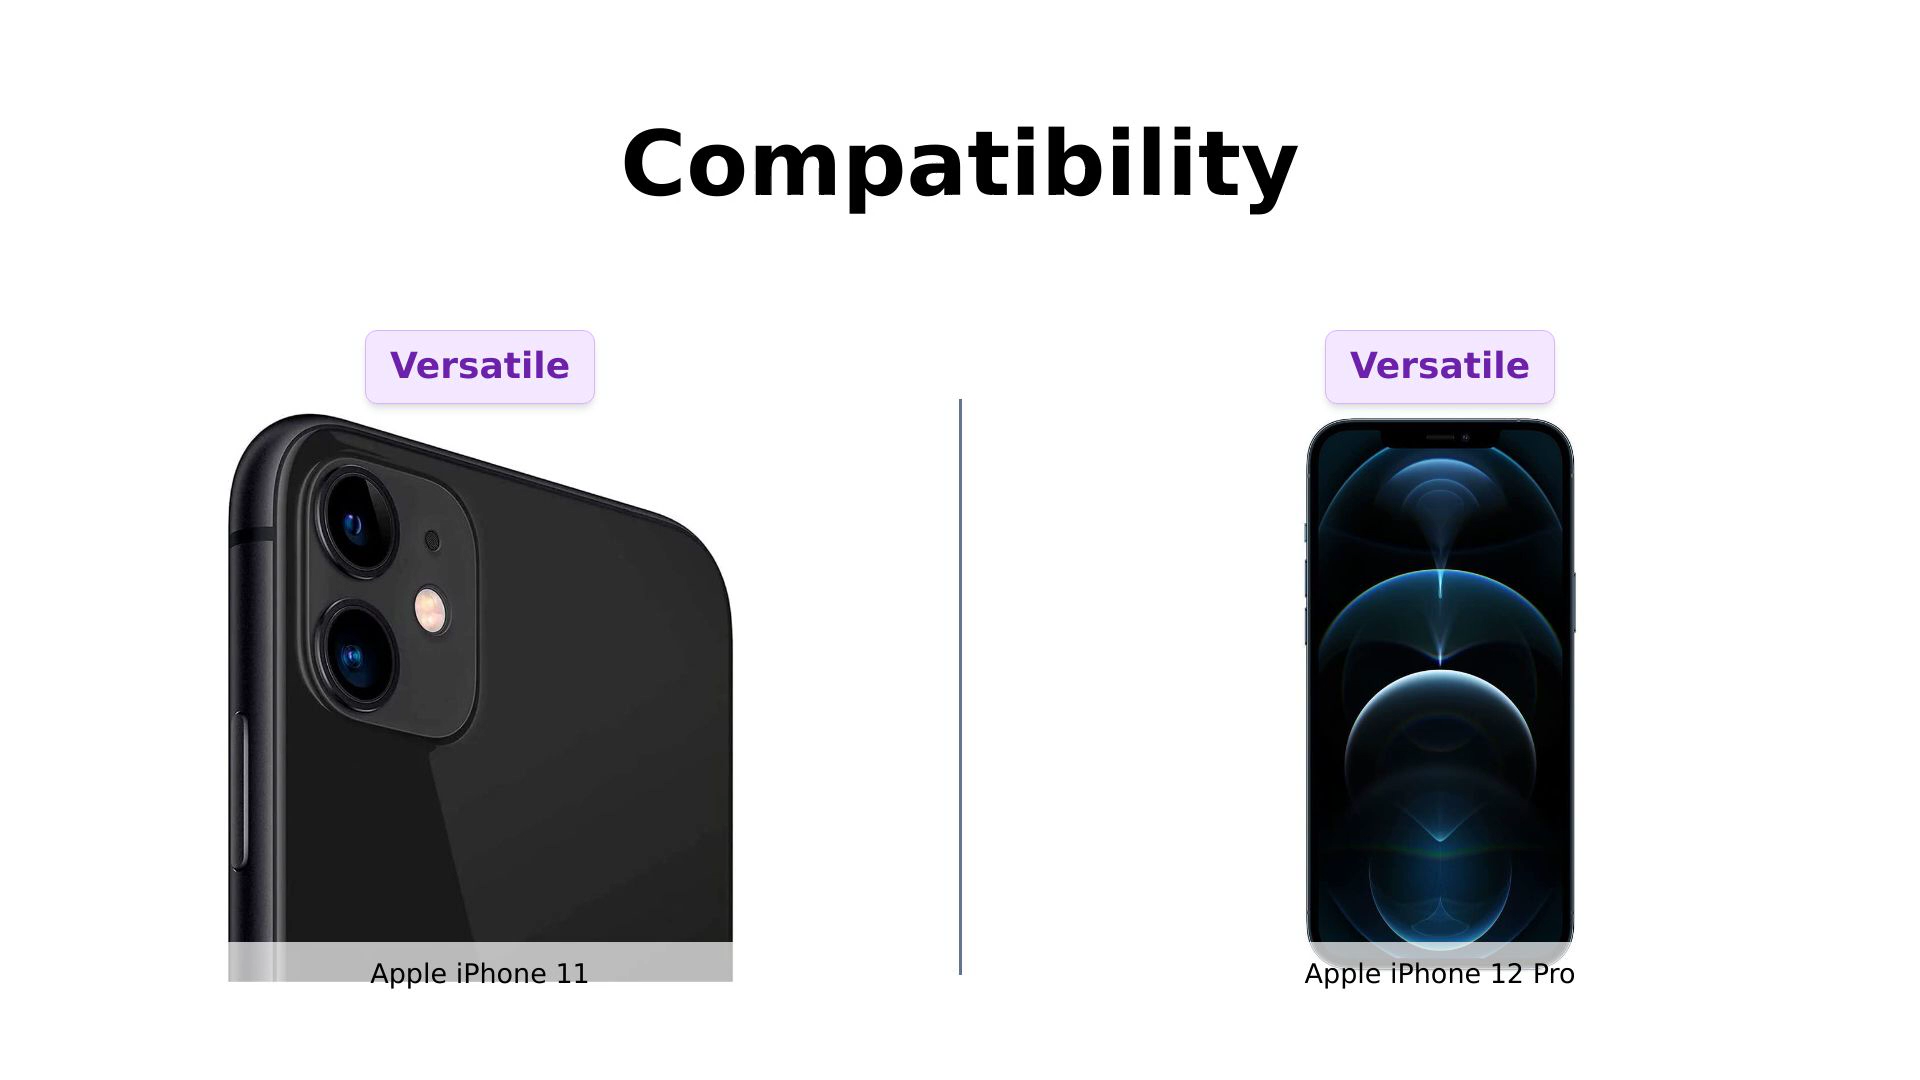 Compatibility
Versatile
Versatile
Apple iPhone 11
Apple iPhone 12 Pro